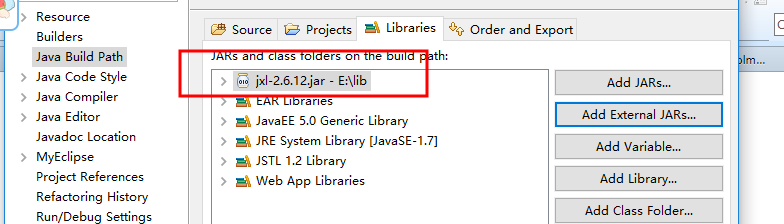 Resource
Builders
Java Build Path
Java Code Style
Java Compiler
Java Editor
Javadoc Location
MyEclipse
Project References
Refactoring History
Run/Debug Settings
Source
Projects
Libraries
Order and Export
JARs and class folders on the build path:
jxl-2.6.12.jar - E:\lib
EAR Libraries
JavaEE 5.0 Generic Library
JRE System Library [JavaSE-1.7]
JSTL 1.2 Library
Web App Libraries
Add JARs...
Add External JARs...
Add Variable...
Add Library...
Add Class Folder...